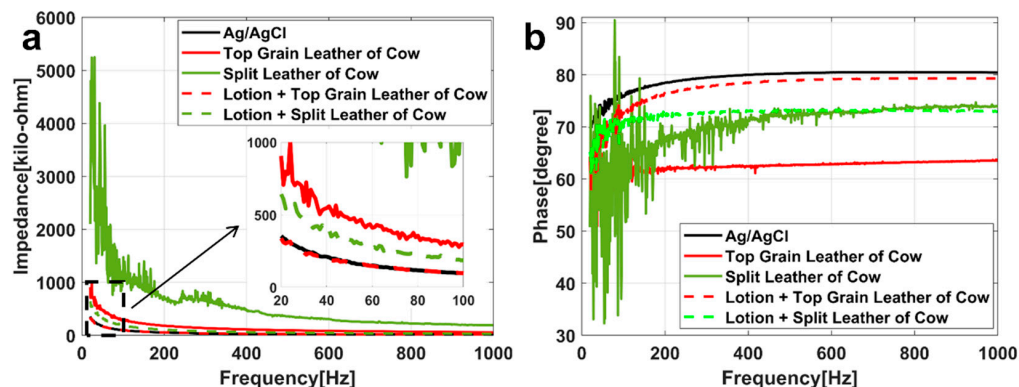 a
6000
5000
4000
3000
2000
1000
0
Impedance[kilo-ohm]
Ag/AgCl
Top Grain Leather of Cow
Split Leather of Cow
Lotion + Top Grain Leather of Cow
Lotion + Split Leather of Cow
1000
500
0
20 40 60 80 100
0 200 400 600 800 1000
Frequency[Hz]
b
90
80
70
60
50
40
30
Phase[degree]
Ag/AgCl
Top Grain Leather of Cow
Split Leather of Cow
Lotion + Top Grain Leather of Cow
Lotion + Split Leather of Cow
0 200 400 600 800 1000
Frequency[Hz]